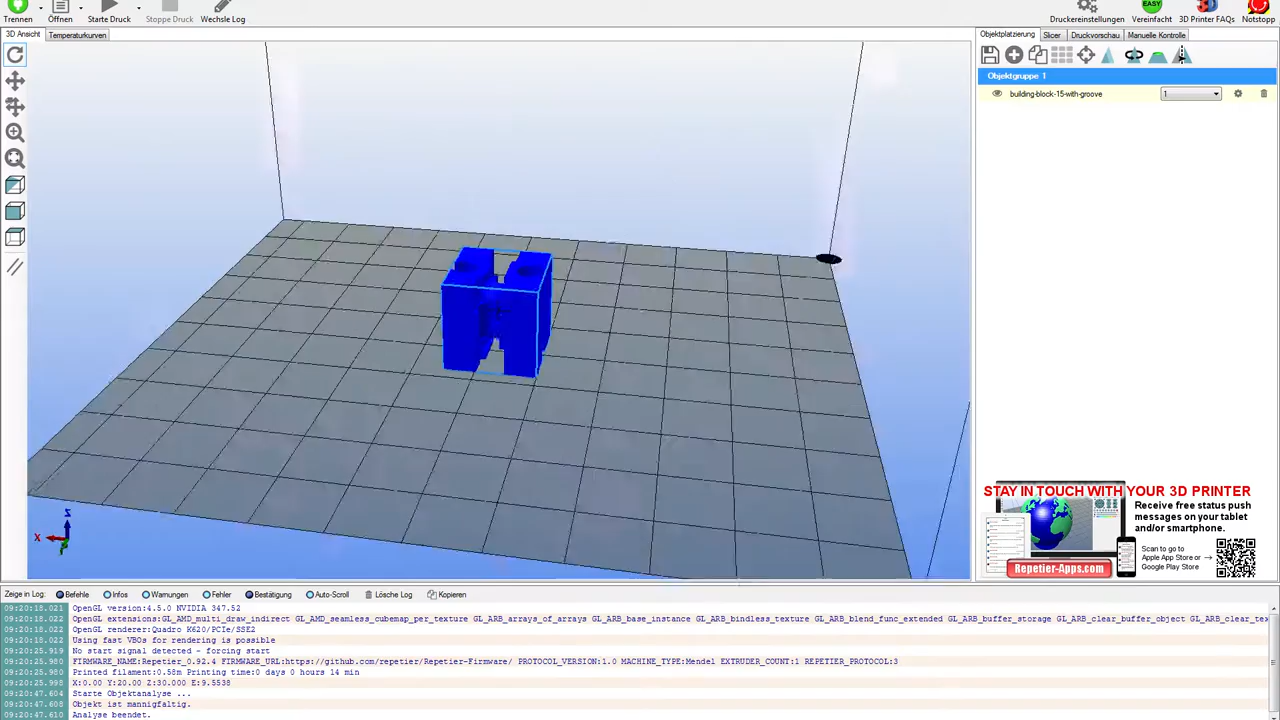 Trennen Öffnen Starte Druck Stoppe Druck Wechsle Log
Druckereinstellungen Vereinfacht 3D Printer FAQs Notstopp
EASY
3D Ansicht Temperaturkurven
Objektplatzierung Slicer Druckvorschau Manuelle Kontrolle
Objektgruppe 1
building-block-15-with-groove 1
STAY IN TOUCH WITH YOUR 3D PRINTER
Receive free status push
messages on your tablet
and/or smartphone.
Scan to go to
Apple App Store or
Google Play Store
Repetier-Apps.com
Z
X
Zeige in Log: Befehle Infos Warnungen Fehler Bestätigung Auto-Scroll Lösche Log Kopieren
09:20:18.021 OpenGL version:4.5.0 NVIDIA 347.52
09:20:18.022 OpenGL extensions:GL_AMD_multi_draw_indirect GL_AMD_seamless_cubemap_per_texture GL_ARB_arrays_of_arrays GL_ARB_base_instance GL_ARB_bindless_texture GL_ARB_blend_func_extended GL_ARB_buffer_storage GL_ARB_clear_buffer_object GL_ARB_clear_tex
09:20:18.022 OpenGL renderer:Quadro K620/PCIe/SSE2
09:20:18.022 Using fast VBOs for rendering is possible
09:20:25.919 No start signal detected - forcing start
09:20:25.980 FIRMWARE_NAME:Repetier_0.92.4 FIRMWARE_URL:https://github.com/repetier/Repetier-Firmware/ PROTOCOL_VERSION:1.0 MACHINE_TYPE:Mendel EXTRUDER_COUNT:1 REPETIER_PROTOCOL:3
09:20:25.980 Printed filament:0.58m Printing time:0 days 0 hours 14 min
09:20:25.998 X:0.00 Y:20.00 Z:30.000 E:9.5538
09:20:47.604 Starte Objektanalyse ...
09:20:47.608 Objekt ist mannigfaltig.
09:20:47.610 Analyse beendet.